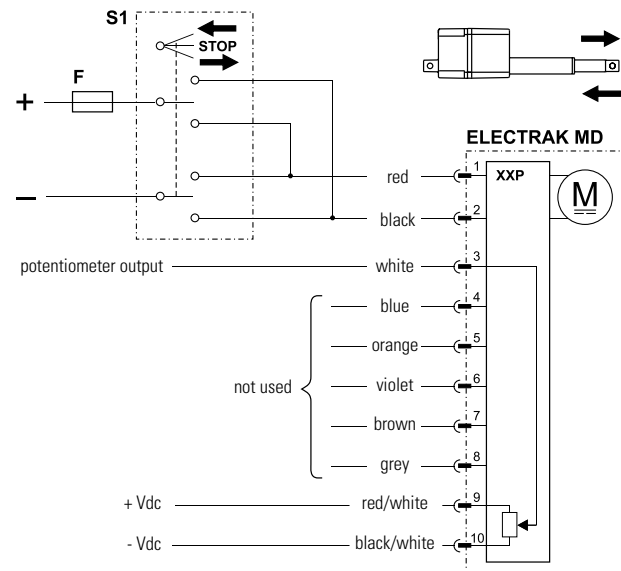 S1
STOP
F
+
−
ELECTRAK MD
XXP
M
red 1
black 2
potentiometer output white 3
blue 4
orange 5
not used violet 6
brown 7
grey 8
+ Vdc red/white 9
- Vdc black/white 10